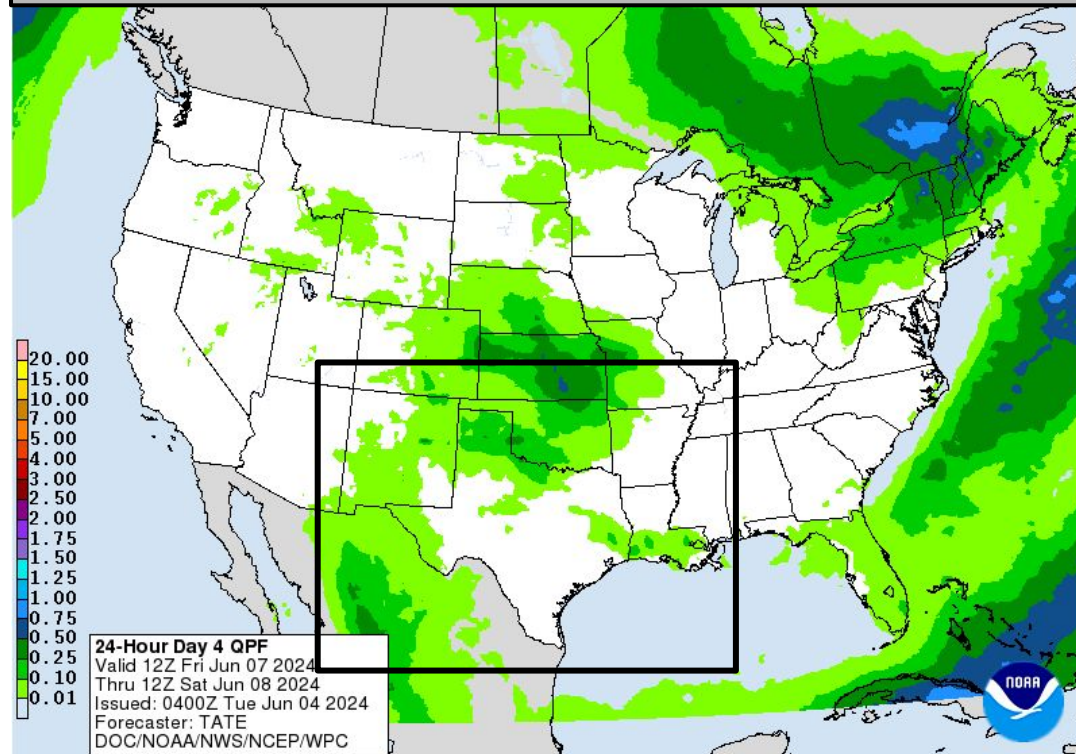 20.00
15.00
10.00
7.00
5.00
4.00
3.00
2.50
2.00
1.75
1.50
1.25
1.00
0.75
0.50
0.25
0.10
0.01
24-Hour Day 4 QPF
Valid 12Z Fri Jun 07 2024
Thru 12Z Sat Jun 08 2024
Issued: 0400Z Tue Jun 04 2024
Forecaster: TATE
DOC/NOAA/NWS/NCEP/WPC
NOAA